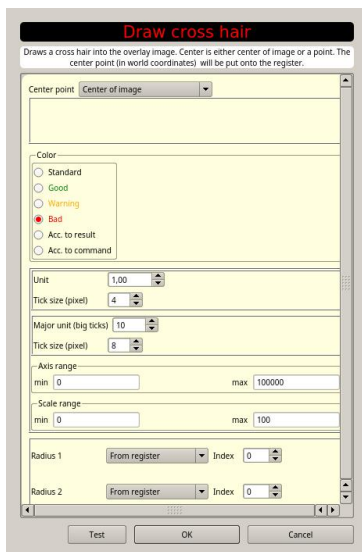 Draw cross hair
Draws a cross hair into the overlay image. Center is either center of image or a point. The
center point (in world coordinates) will be put onto the register.
Center point Center of image
Color
Standard
Good
Warning
Bad
Acc. to result
Acc. to command
Unit 1,00
Tick size (pixel) 4
Major unit (big ticks) 10
Tick size (pixel) 8
Axis range
min 0 max 100000
Scale range
min 0 max 100
Radius 1 From register Index 0
Radius 2 From register Index 0
Test OK Cancel